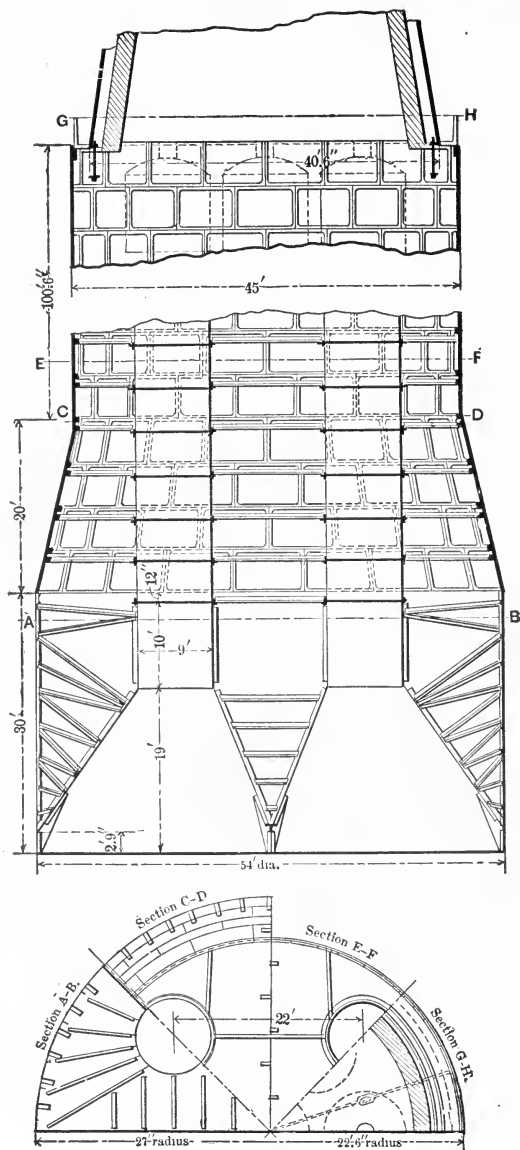 G
H
40'.6"
100'.6"
45'
E
F
C
D
20'
12"
A
B
10'
9'
30'
19'
2.9"
54' dia.
Section C-D
Section E-F
Section A-B.
22'
Section G-H.
27" radius
22'.6" radius